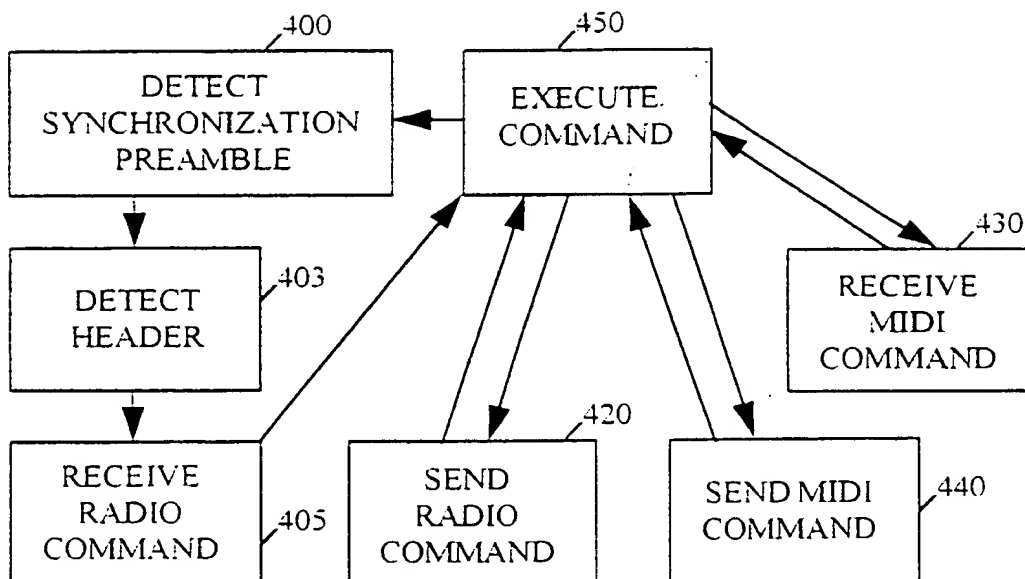 400
DETECT
SYNCHRONIZATION
PREAMBLE
450
EXECUTE.
COMMAND
403
DETECT
HEADER
430
RECEIVE
MIDI
COMMAND
RECEIVE
RADIO
COMMAND
405
420
SEND
RADIO
COMMAND
SEND MIDI
COMMAND
440